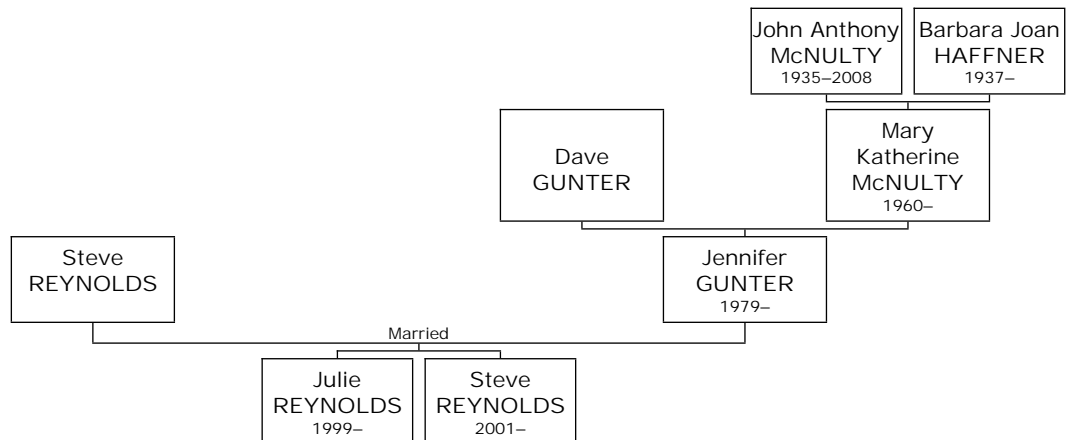 John Anthony
McNULTY
1935–2008
Barbara Joan
HAFFNER
1937–
Dave
GUNTER
Mary
Katherine
McNULTY
1960–
Steve
REYNOLDS
Jennifer
GUNTER
1979–
Married
Julie
REYNOLDS
1999–
Steve
REYNOLDS
2001–